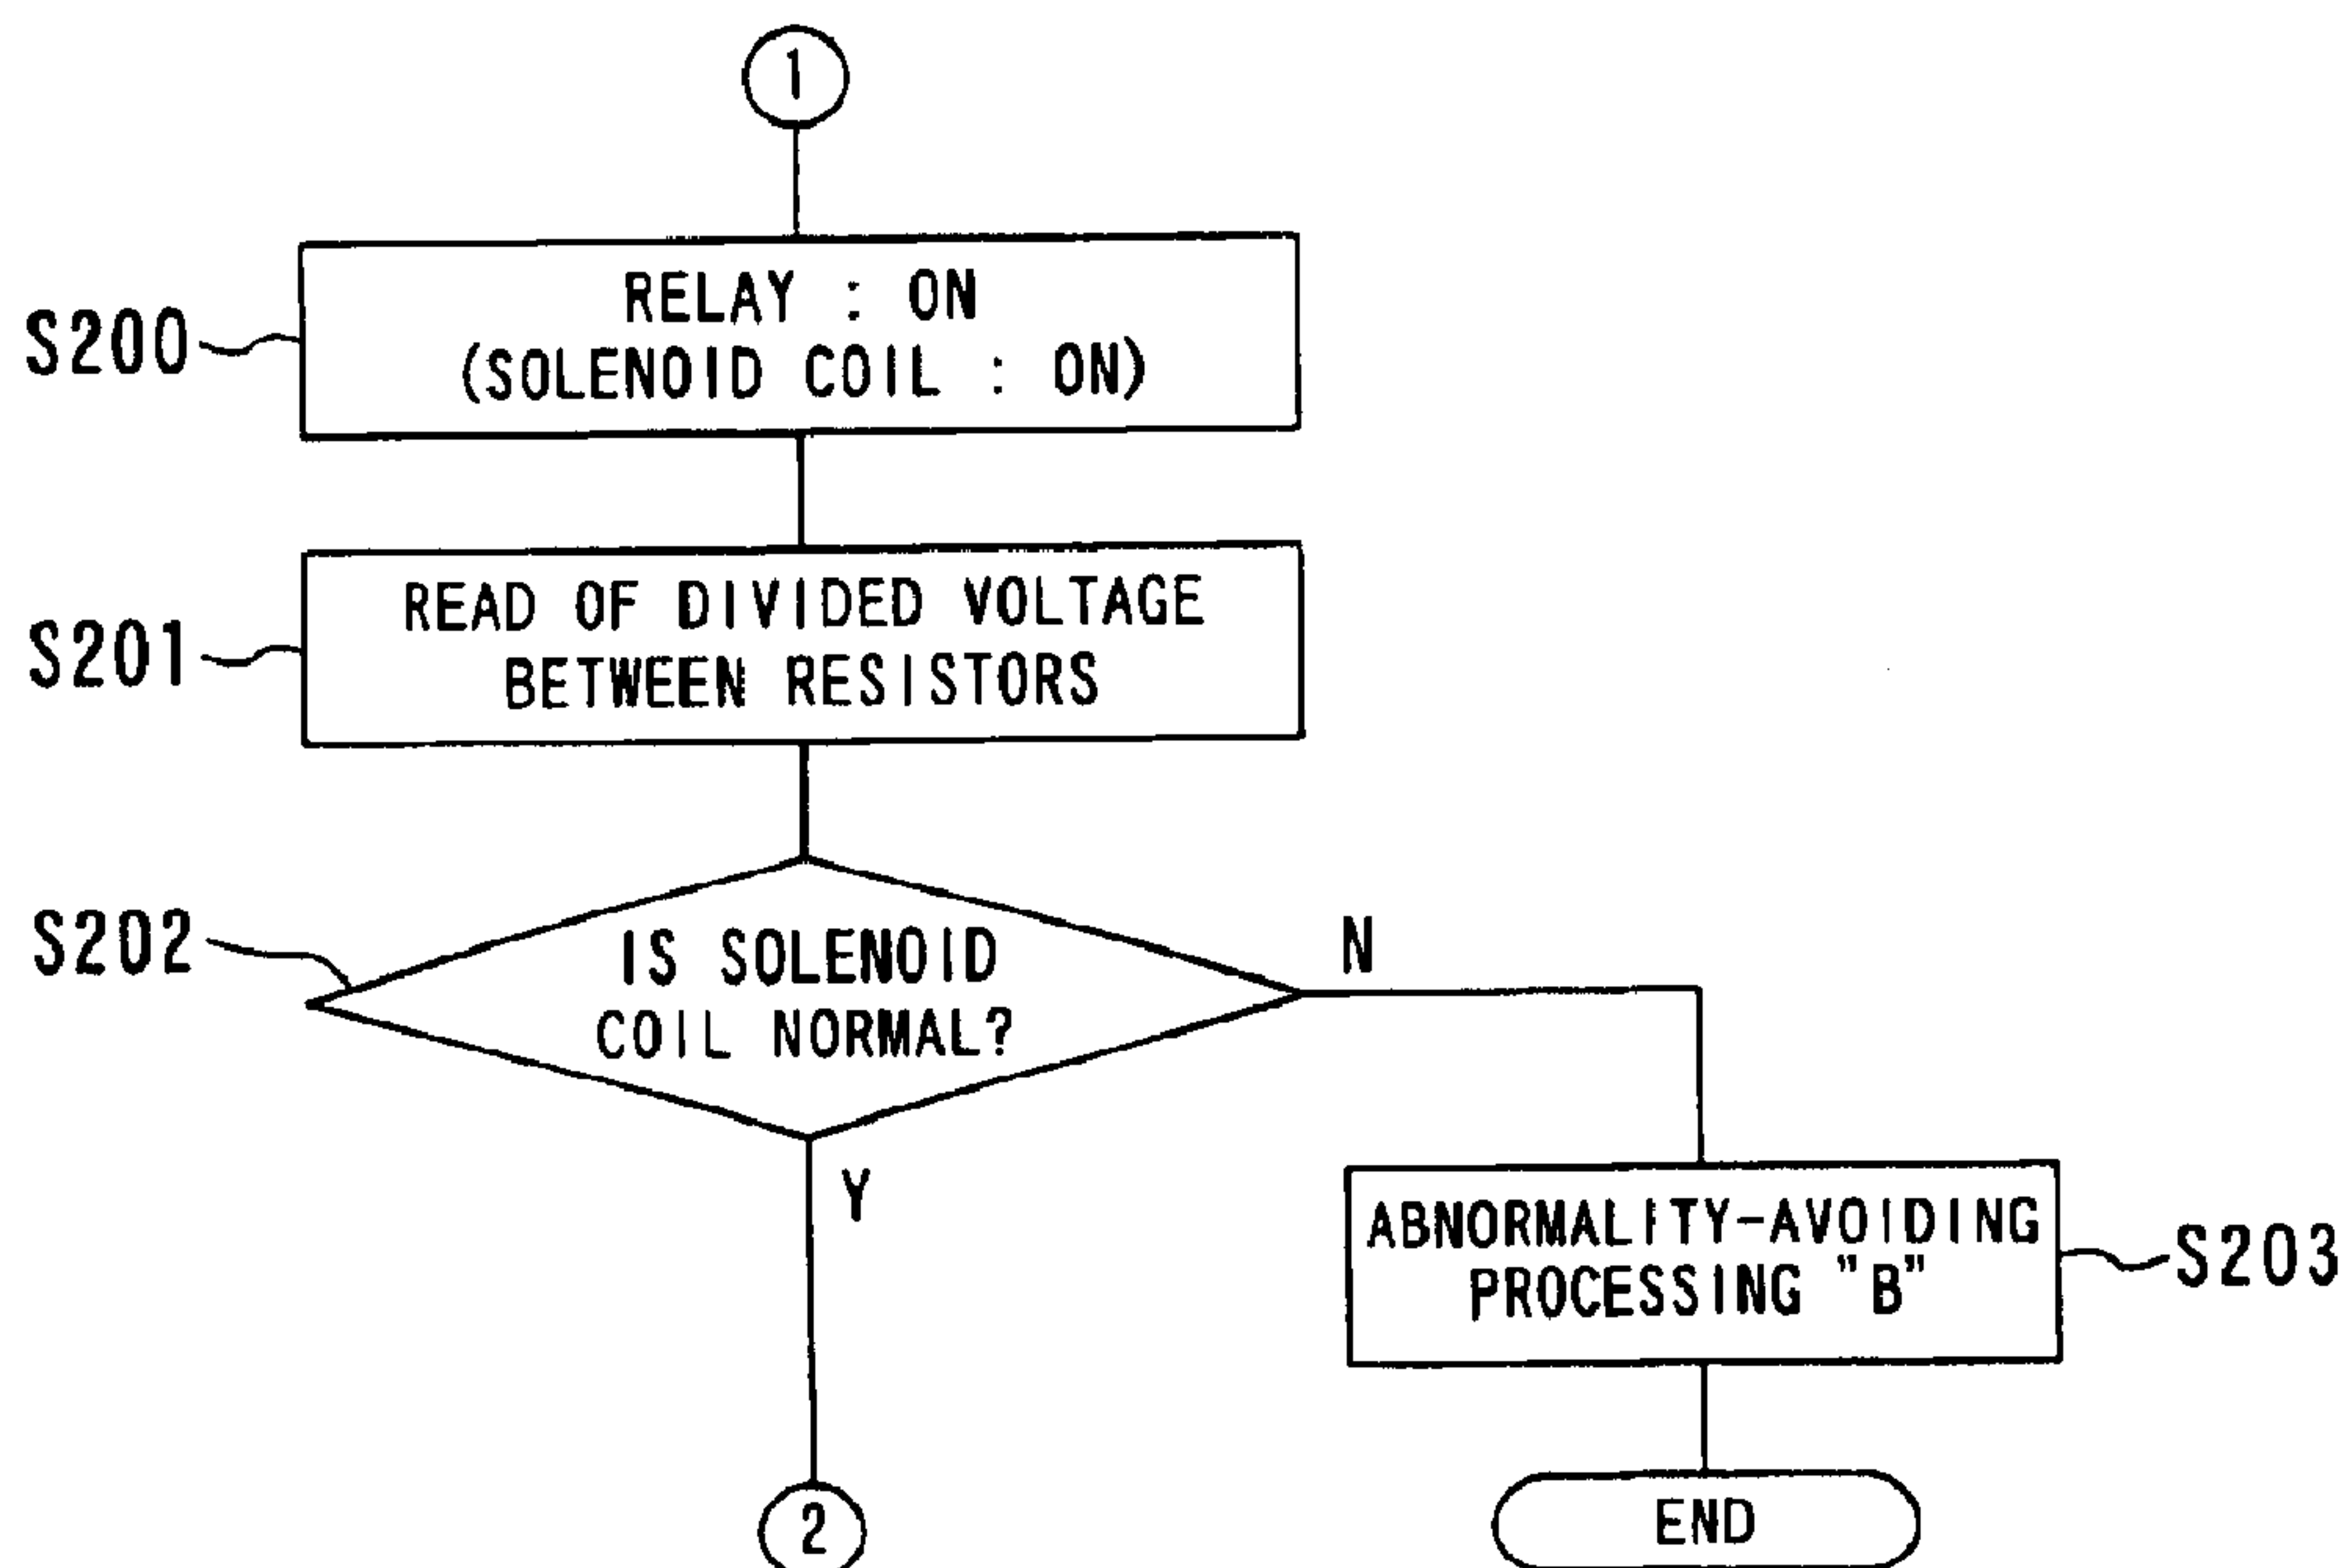 1
RELAY : ON
(SOLENOID COIL : ON)
S200
READ OF DIVIDED VOLTAGE
BETWEEN RESISTORS
S201
S202
IS SOLENOID
COIL NORMAL?
N
Y
ABNORMALITY-AVOIDING
PROCESSING "B"
S203
2
END